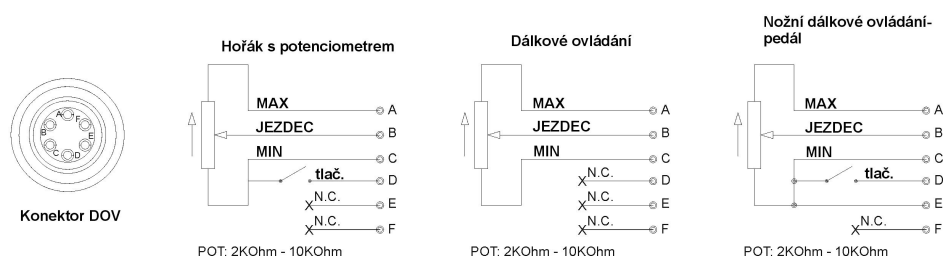 Konektor DOV
A
F
B
E
C
D
Hořák s potenciometrem
MAX
A
JEZDEC
B
MIN
C
tlač.
D
N.C.
E
N.C.
F
POT: 2KOhm - 10KOhm
Dálkové ovládání
MAX
A
JEZDEC
B
MIN
C
N.C.
D
N.C.
E
N.C.
F
POT: 2KOhm - 10KOhm
Nožní dálkové ovládání-
pedál
MAX
A
JEZDEC
B
MIN
C
tlač.
D
E
N.C.
F
POT: 2KOhm - 10KOhm